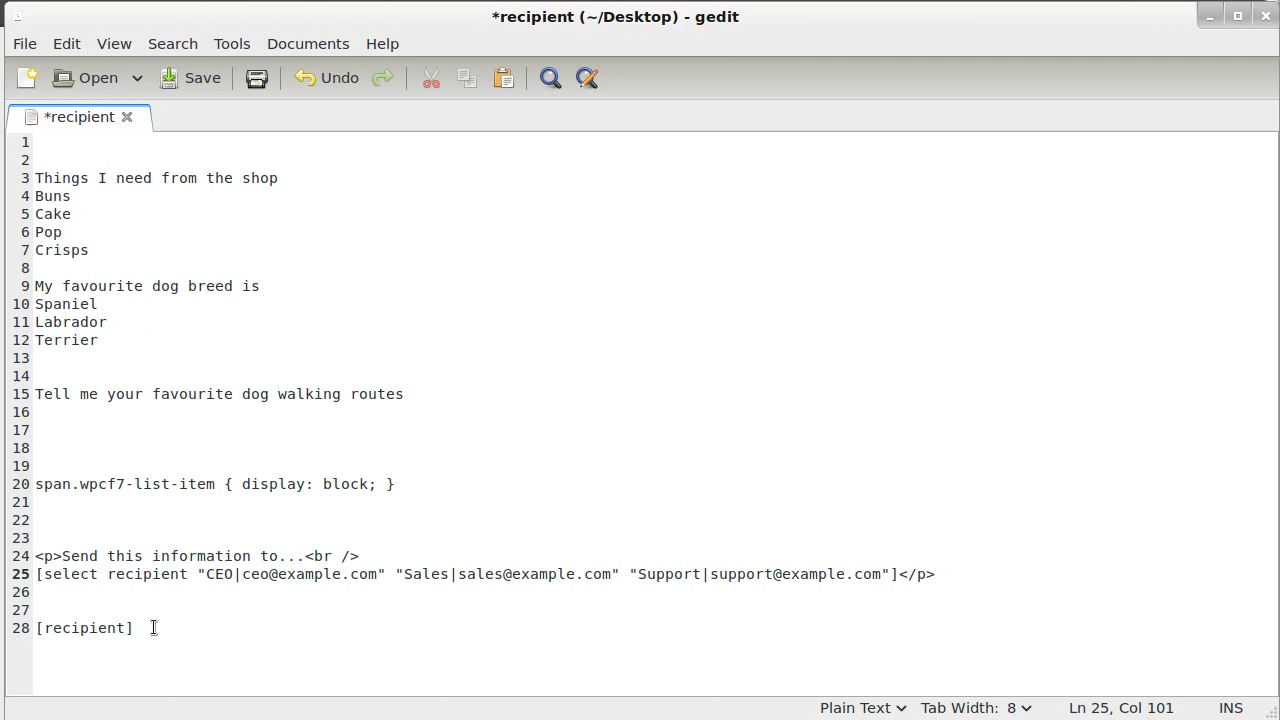 *recipient (~/Desktop) - gedit
File Edit View Search Tools Documents Help
Open Save Undo
*recipient
1
2
3 Things I need from the shop
4 Buns
5 Cake
6 Pop
7 Crisps
8
9 My favourite dog breed is
10 Spaniel
11 Labrador
12 Terrier
13
14
15 Tell me your favourite dog walking routes
16
17
18
19
20 span.wpcf7-list-item { display: block; }
21
22
23
24 <p>Send this information to...<br />
25 [select recipient "CEO|ceo@example.com" "Sales|sales@example.com" "Support|support@example.com"]</p>
26
27
28 [recipient]
Plain Text Tab Width: 8 Ln 25, Col 101 INS